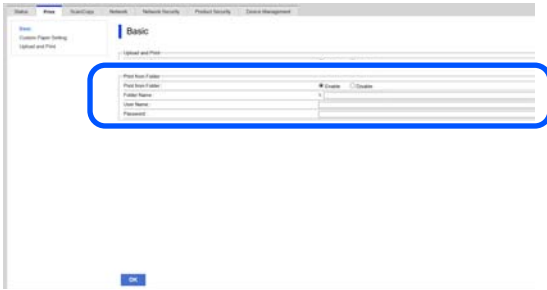 Status Print Scan/Copy Network Network Security Product Security Device Management
Basic
Custom Paper Setting
Upload and Print
Basic
Upload and Print
Print from Folder
Print from Folder : Enable Disable
Folder Name :
User Name :
Password :
OK